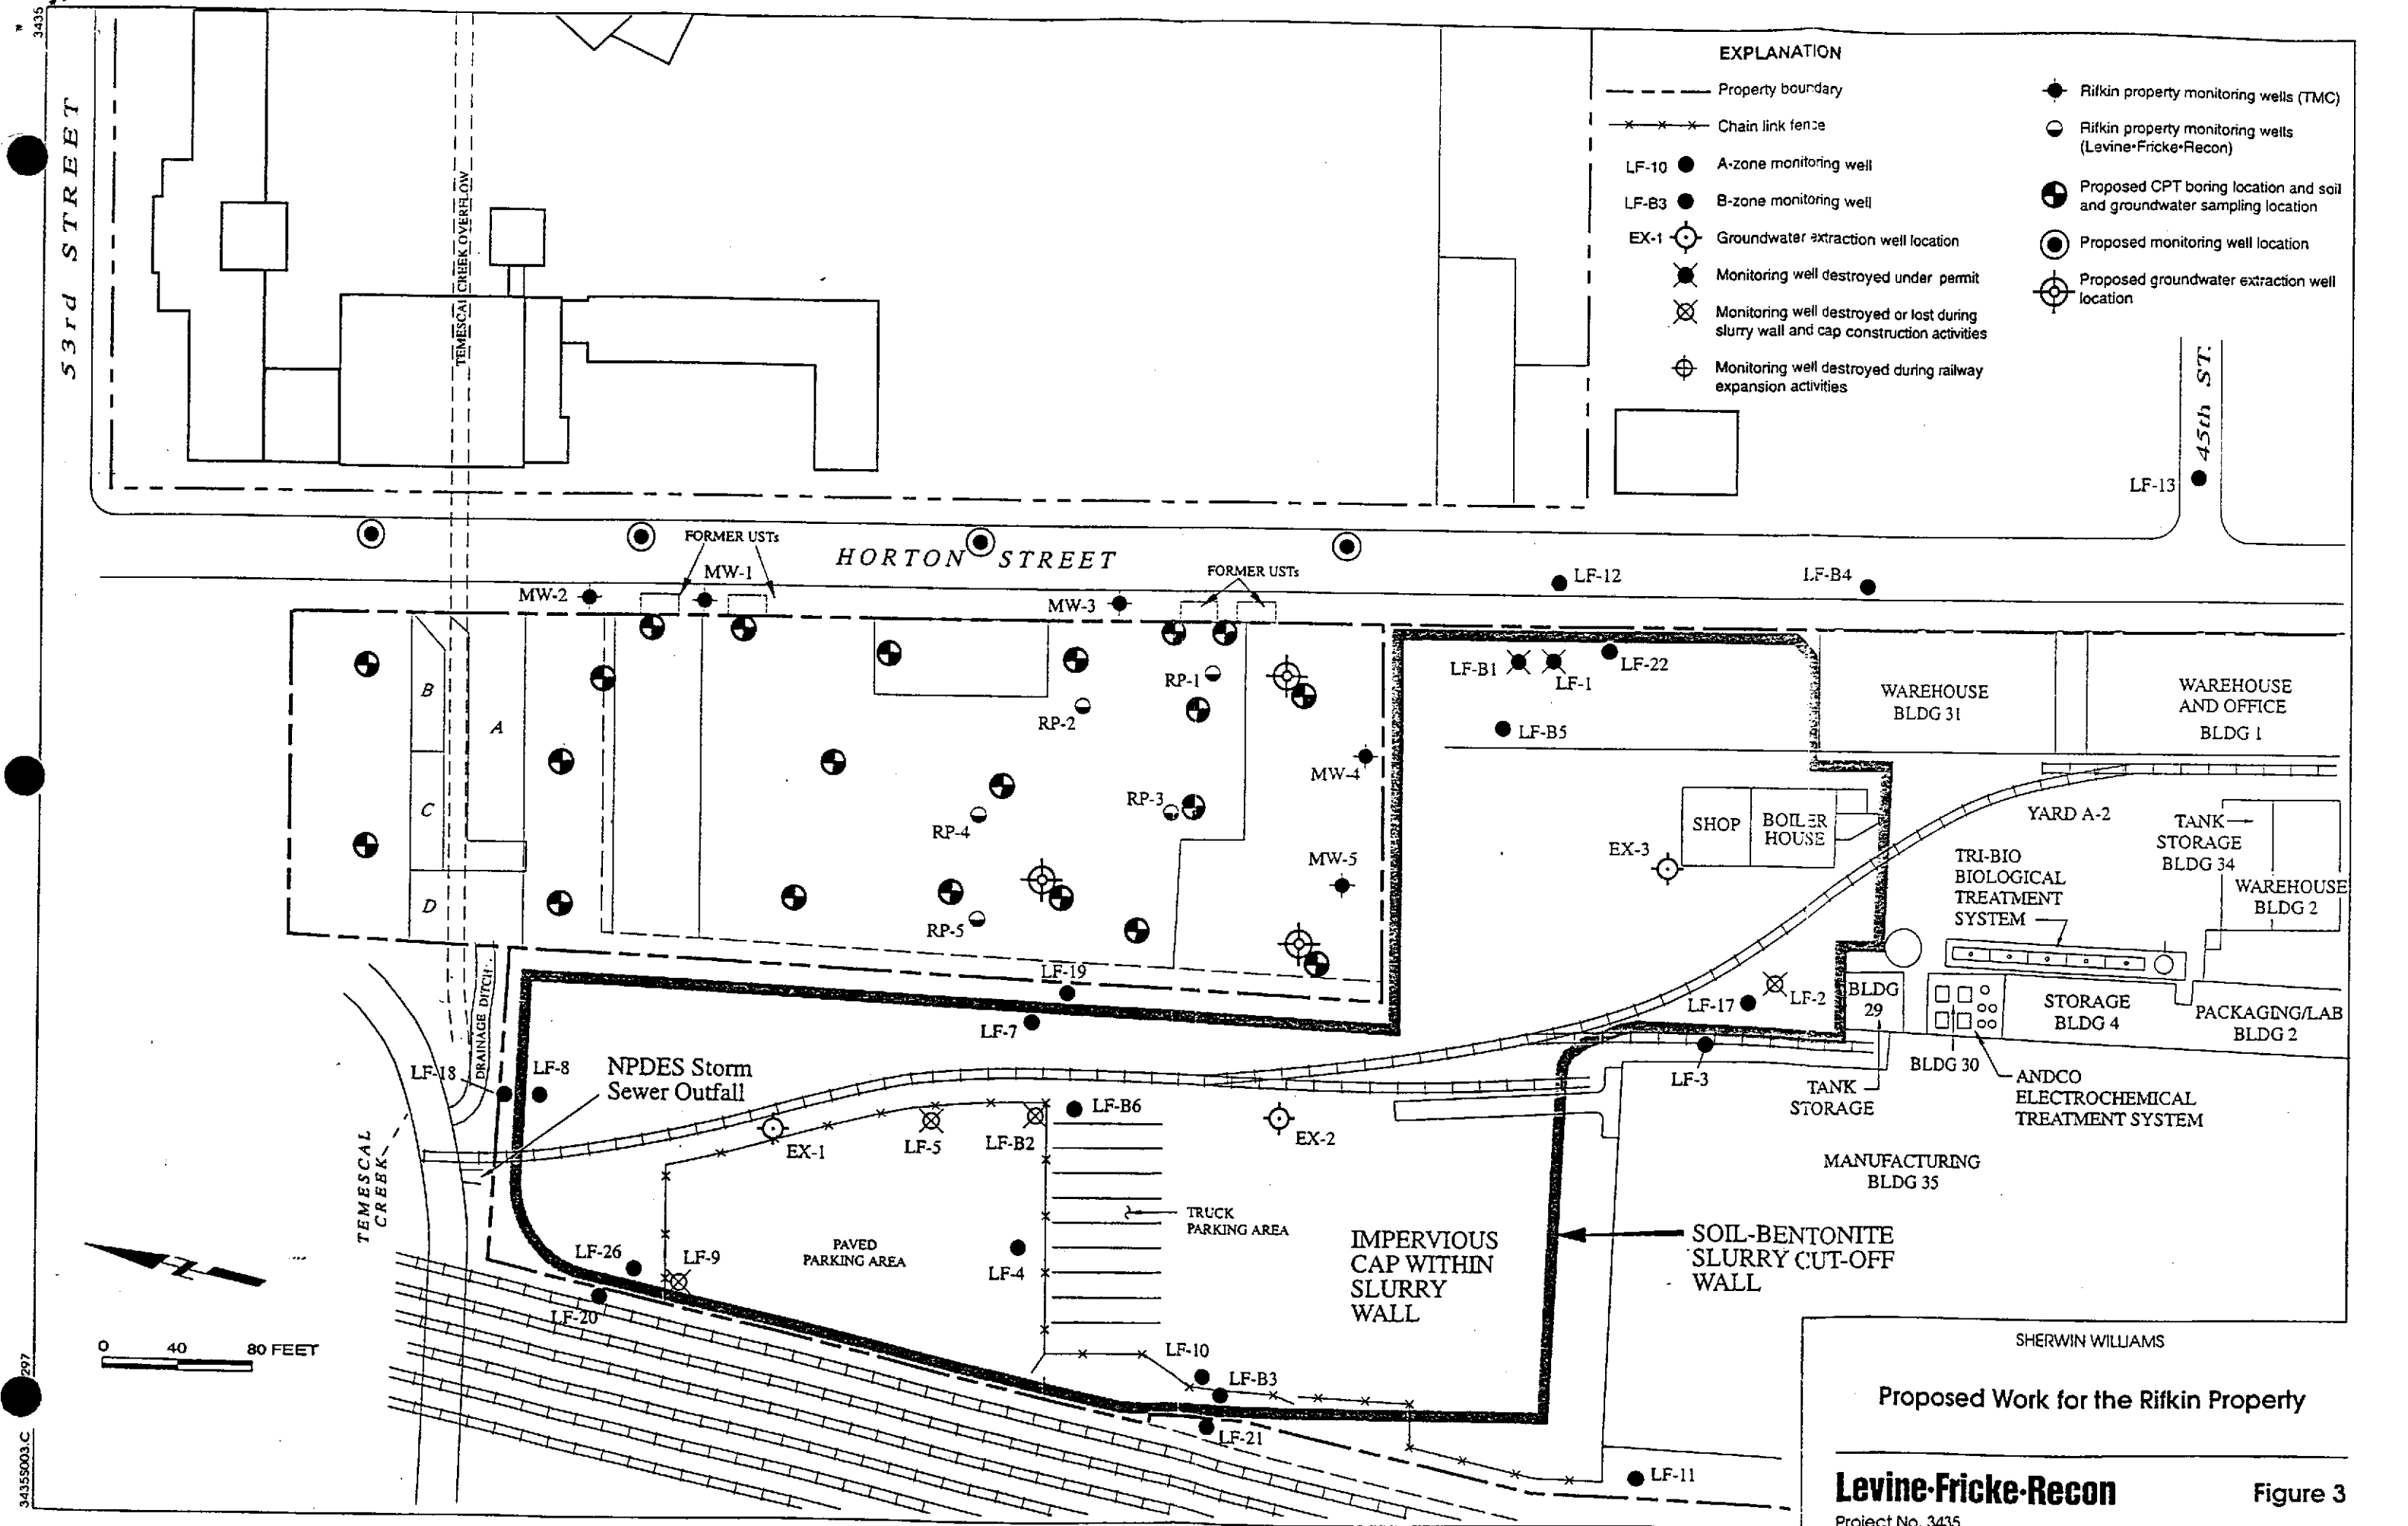 3435
53rd STREET
TEMESCAL CREEK OVERFLOW
EXPLANATION
Property boundary
Chain link fence
LF-10 A-zone monitoring well
LF-B3 B-zone monitoring well
EX-1 Groundwater extraction well location
Monitoring well destroyed under permit
Monitoring well destroyed or lost during
slurry wall and cap construction activities
Monitoring well destroyed during railway
expansion activities
Rifkin property monitoring wells (TMC)
Rifkin property monitoring wells
(Levine•Fricke•Recon)
Proposed CPT boring location and soil
and groundwater sampling location
Proposed monitoring well location
Proposed groundwater extraction well
location
45th ST.
LF-13
HORTON STREET
FORMER USTs
MW-1
MW-2
MW-3
FORMER USTs
LF-12
LF-B4
B
A
C
D
RP-1
RP-2
RP-3
RP-4
RP-5
MW-4
MW-5
LF-B1
LF-1
LF-22
LF-B5
WAREHOUSE
BLDG 31
WAREHOUSE
AND OFFICE
BLDG 1
SHOP
BOILER
HOUSE
EX-3
YARD A-2
TANK
STORAGE
BLDG 34
WAREHOUSE
BLDG 2
TRI-BIO
BIOLOGICAL
TREATMENT
SYSTEM
LF-17
LF-2
BLDG
29
STORAGE
BLDG 4
PACKAGING/LAB
BLDG 2
BLDG 30
LF-3
TANK
STORAGE
ANDCO
ELECTROCHEMICAL
TREATMENT SYSTEM
MANUFACTURING
BLDG 35
LF-19
LF-7
DRAINAGE DITCH
LF-18
LF-8
NPDES Storm
Sewer Outfall
TEMESCAL
CREEK
EX-1
LF-5
LF-B2
LF-B6
EX-2
TRUCK
PARKING AREA
PAVED
PARKING AREA
LF-26
LF-9
LF-20
LF-4
IMPERVIOUS
CAP WITHIN
SLURRY
WALL
SOIL-BENTONITE
SLURRY CUT-OFF
WALL
LF-10
LF-B3
LF-21
LF-11
Z
0 40 80 FEET
297
3435S003.C
SHERWIN WILLIAMS
Proposed Work for the Rifkin Property
Levine•Fricke•Recon
Figure 3
Project No. 3435